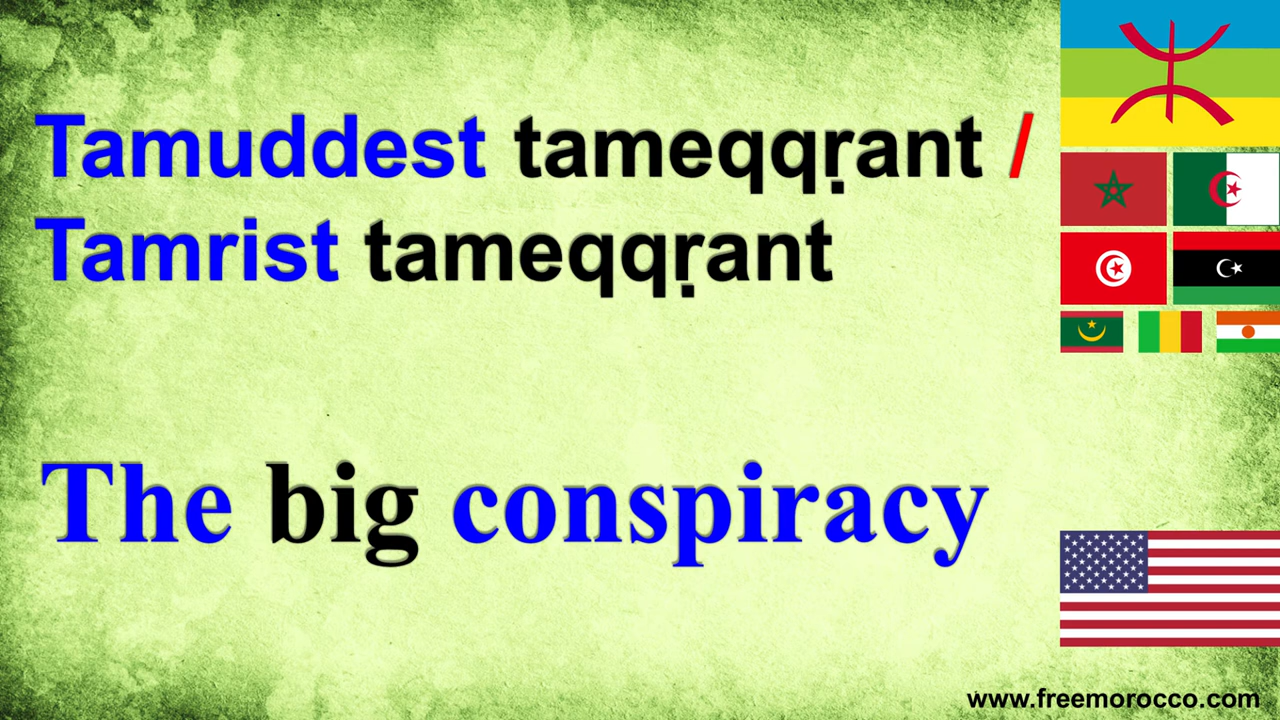 Tamuddest tameqqṛant /
Tamrist tameqqṛant
The big conspiracy
www.freemorocco.com